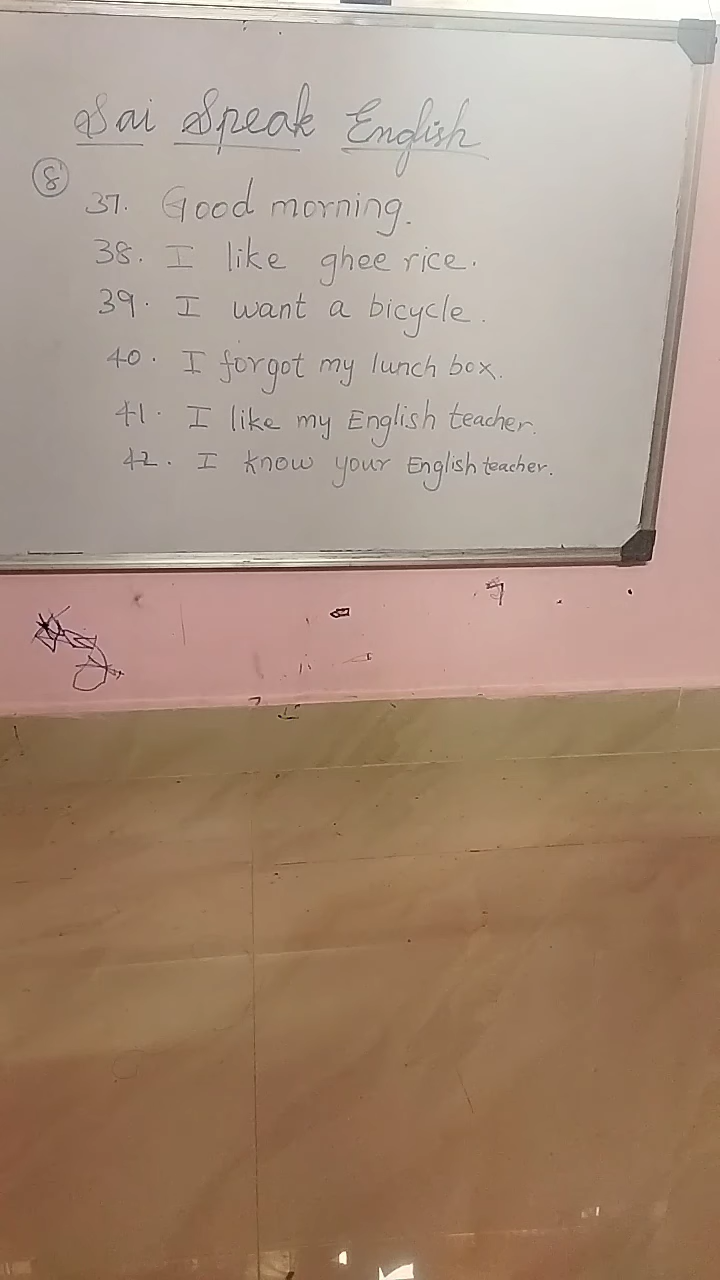 Sai Speak English
8
37. Good morning.
38. I like ghee rice.
39. I want a bicycle.
40. I forgot my lunch box.
41. I like my English teacher.
42. I know your English teacher.